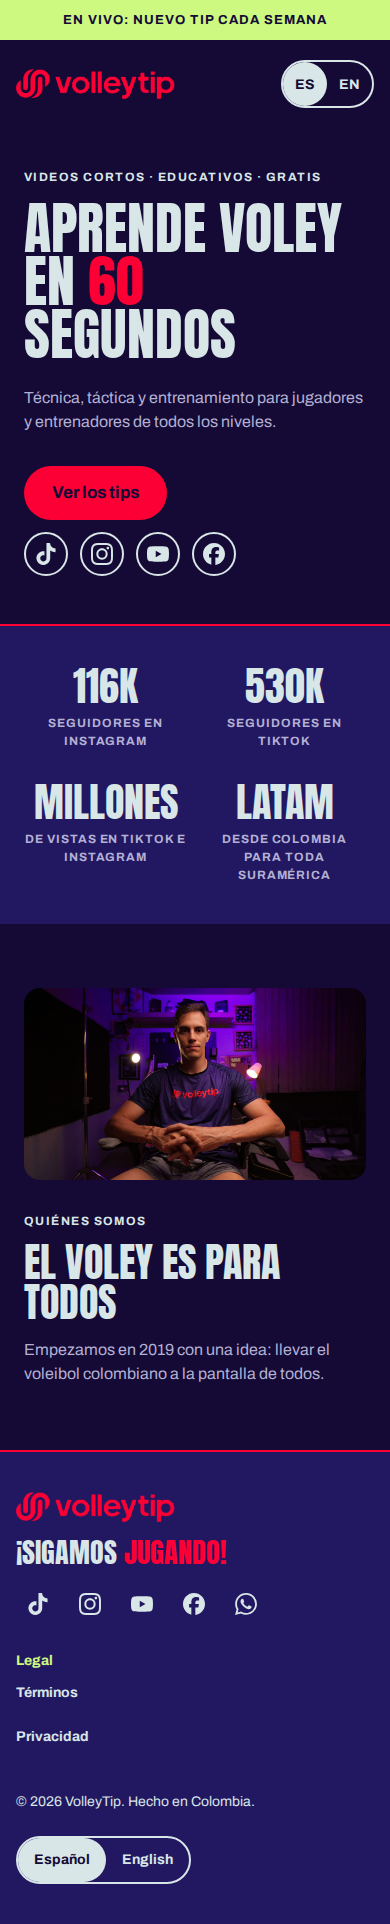 EN VIVO: NUEVO TIP CADA SEMANA
volleytip
ES EN
VIDEOS CORTOS · EDUCATIVOS · GRATIS
APRENDE VOLEY
EN 60
SEGUNDOS
Técnica, táctica y entrenamiento para jugadores
y entrenadores de todos los niveles.
Ver los tips
116K
SEGUIDORES EN
INSTAGRAM
530K
SEGUIDORES EN
TIKTOK
MILLONES
DE VISTAS EN TIKTOK E
INSTAGRAM
LATAM
DESDE COLOMBIA
PARA TODA
SURAMÉRICA
volleytip
QUIÉNES SOMOS
EL VOLEY ES PARA
TODOS
Empezamos en 2019 con una idea: llevar el
voleibol colombiano a la pantalla de todos.
volleytip
¡SIGAMOS JUGANDO!
Legal
Términos
Privacidad
© 2026 VolleyTip. Hecho en Colombia.
Español English